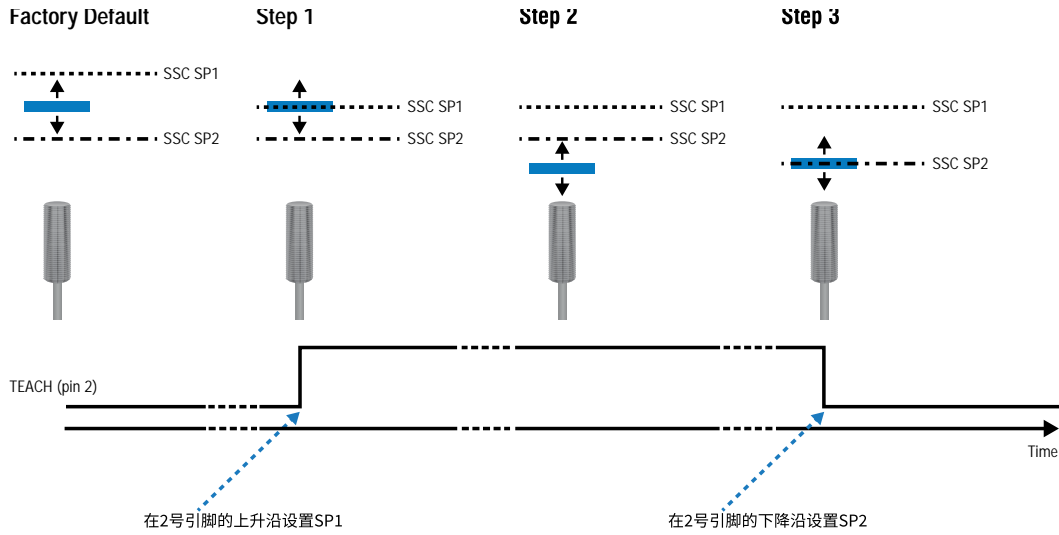 Factory Default
Step 1
Step 2
Step 3
SSC SP1
SSC SP1
SSC SP1
SSC SP1
SSC SP2
SSC SP2
SSC SP2
SSC SP2
TEACH (pin 2)
Time
在2号引脚的上升沿设置SP1
在2号引脚的下降沿设置SP2